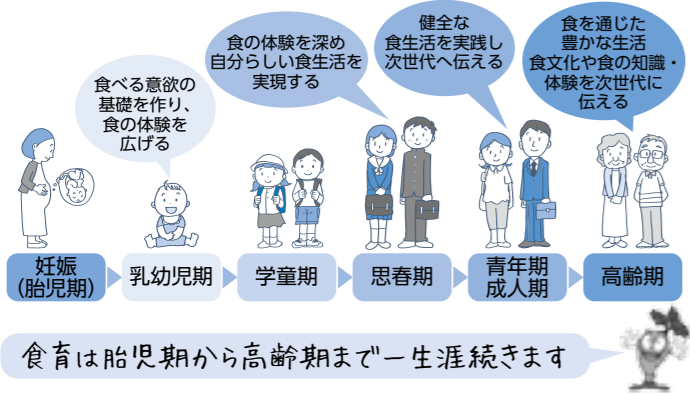 食べる意欲の
基礎を作り、
食の体験を
広げる
食の体験を深め
自分らしい食生活を
実現する
健全な
食生活を実践し
次世代へ伝える
食を通じた
豊かな生活
食文化や食の知識・
体験を次世代に
伝える
妊娠
(胎児期)
乳幼児期
学童期
思春期
青年期
成人期
高齢期
食育は胎児期から高齢期まで一生涯続きます